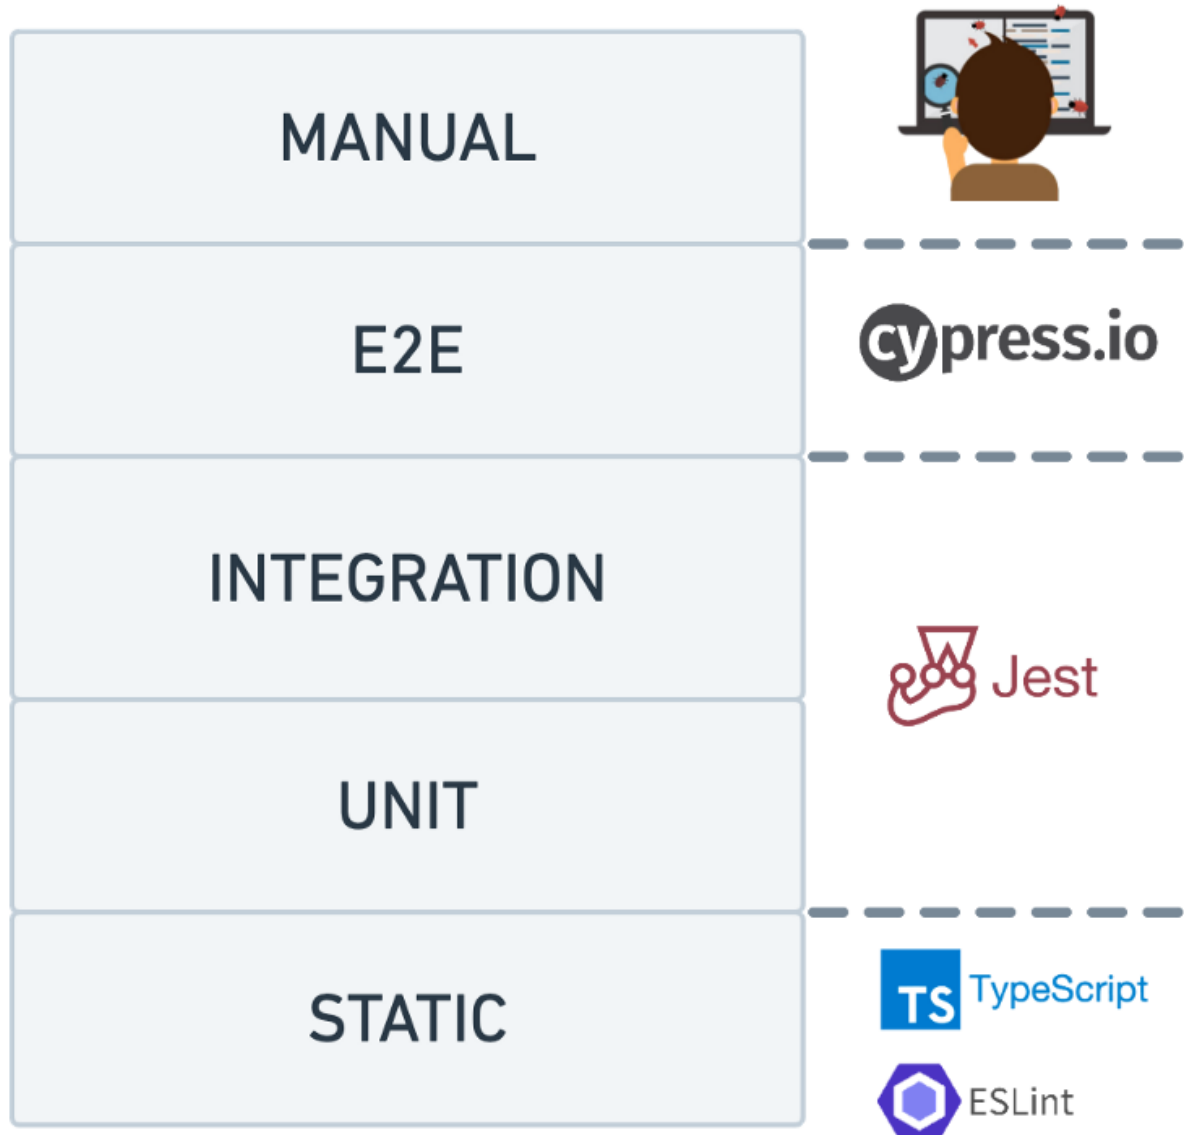 MANUAL
E2E
cypress.io
INTEGRATION
Jest
UNIT
STATIC
TS TypeScript
ESLint